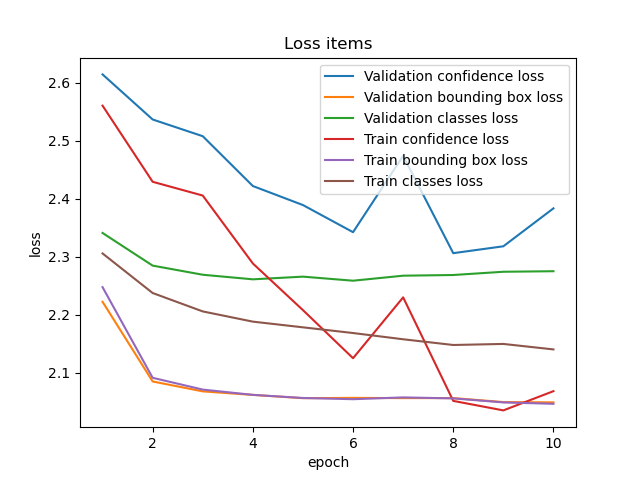 Loss items
Validation confidence loss
Validation bounding box loss
Validation classes loss
Train confidence loss
Train bounding box loss
Train classes loss
2.6
2.5
2.4
2.3
2.2
2.1
loss
2 4 6 8 10
epoch